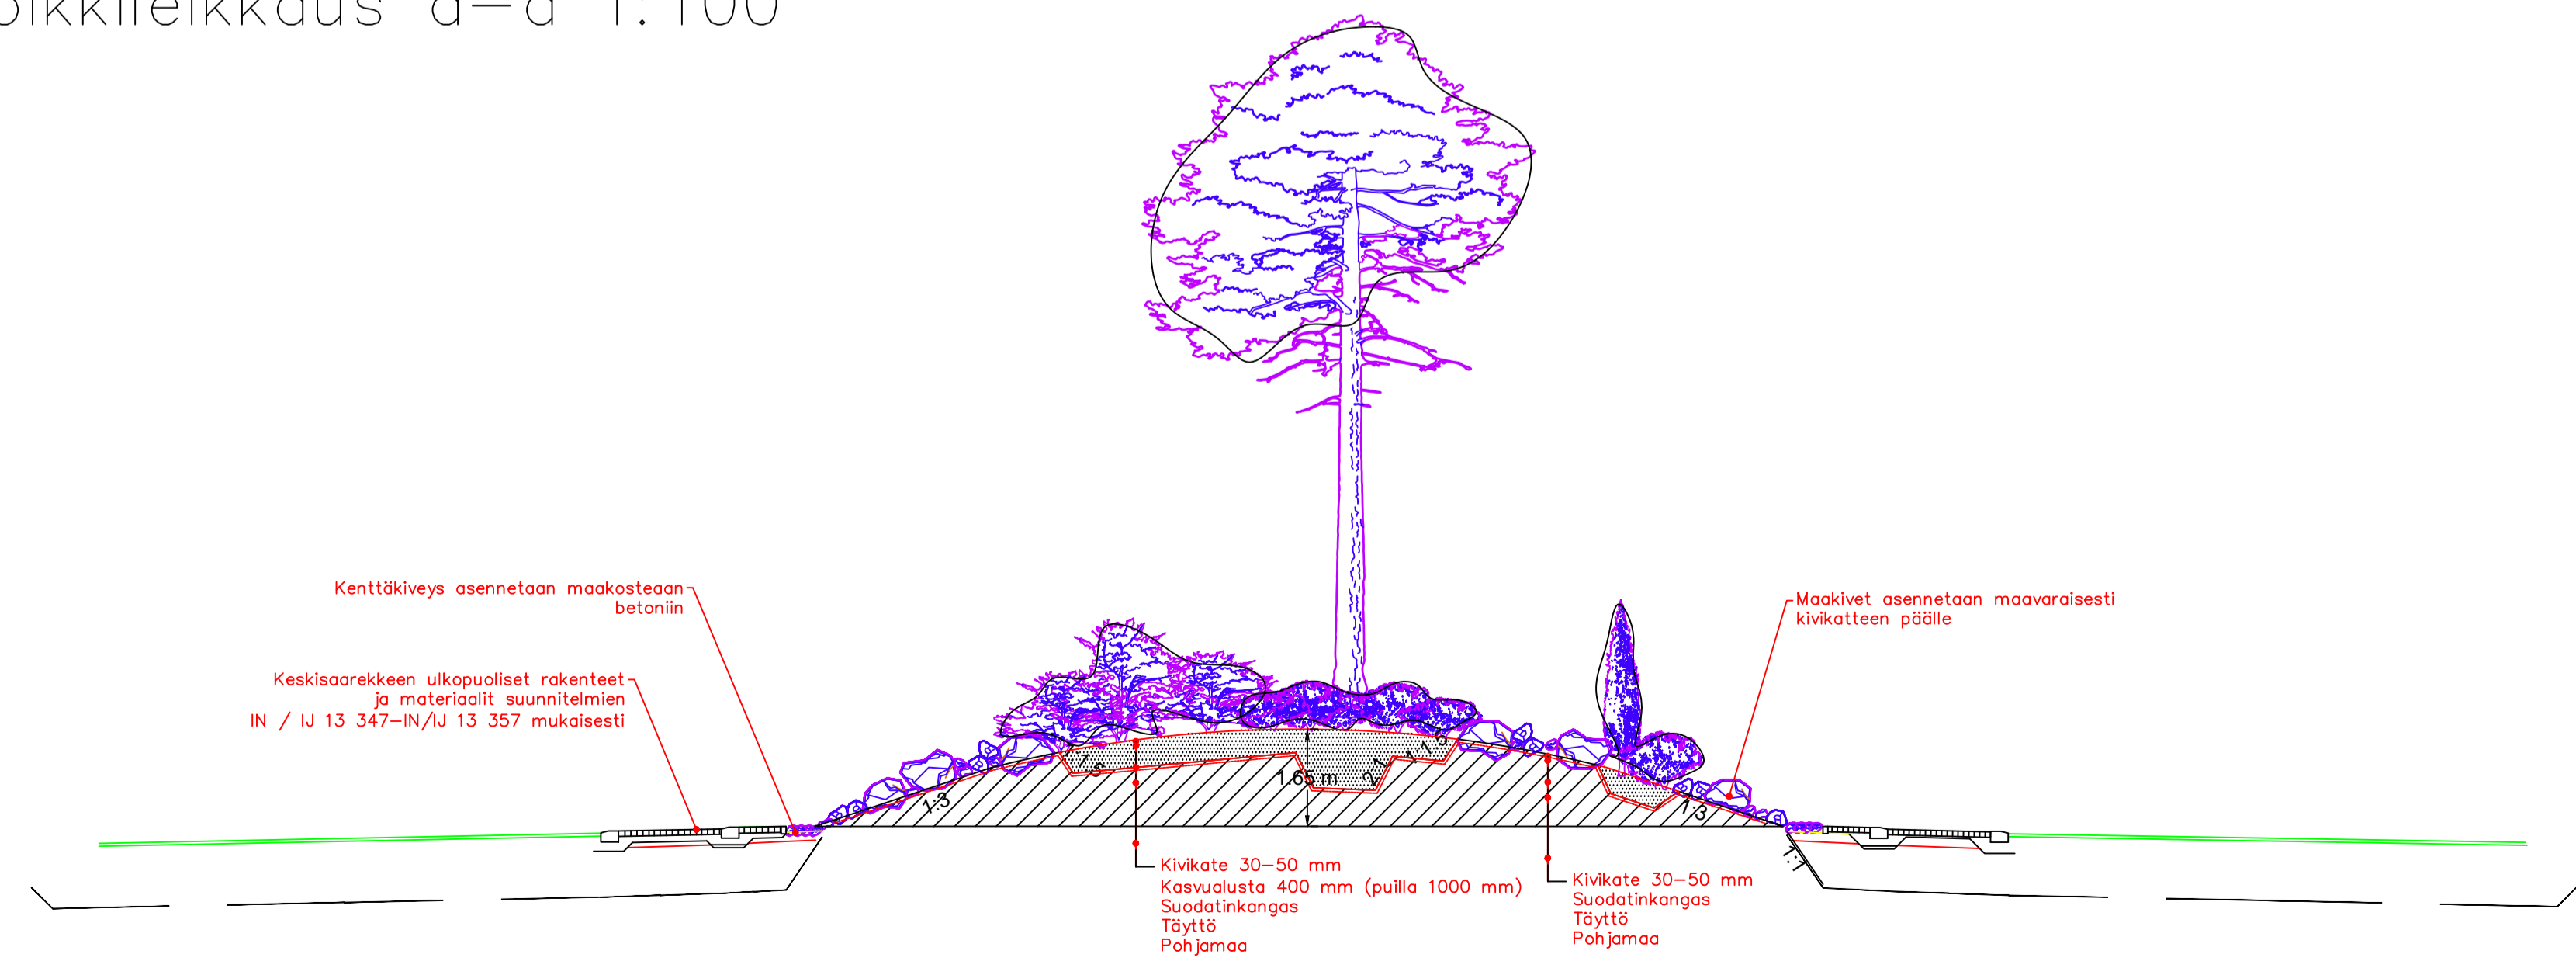 oikkileikkaus a-a 1:100
Kenttäkiveys asennetaan maakosteaan
betoniin
Keskisaarekkeen ulkopuoliset rakenteet
ja materiaalit suunnitelmien
IN / IJ 13 347-IN/IJ 13 357 mukaisesti
Maakivet asennetaan maavaraisesti
kivikatteen päälle
1:3
1:5
1.65 m
2:1
1:1.5
1:3
1:1
Kivikate 30-50 mm
Kasvualusta 400 mm (puilla 1000 mm)
Suodatinkangas
Täyttö
Pohjamaa
Kivikate 30-50 mm
Suodatinkangas
Täyttö
Pohjamaa